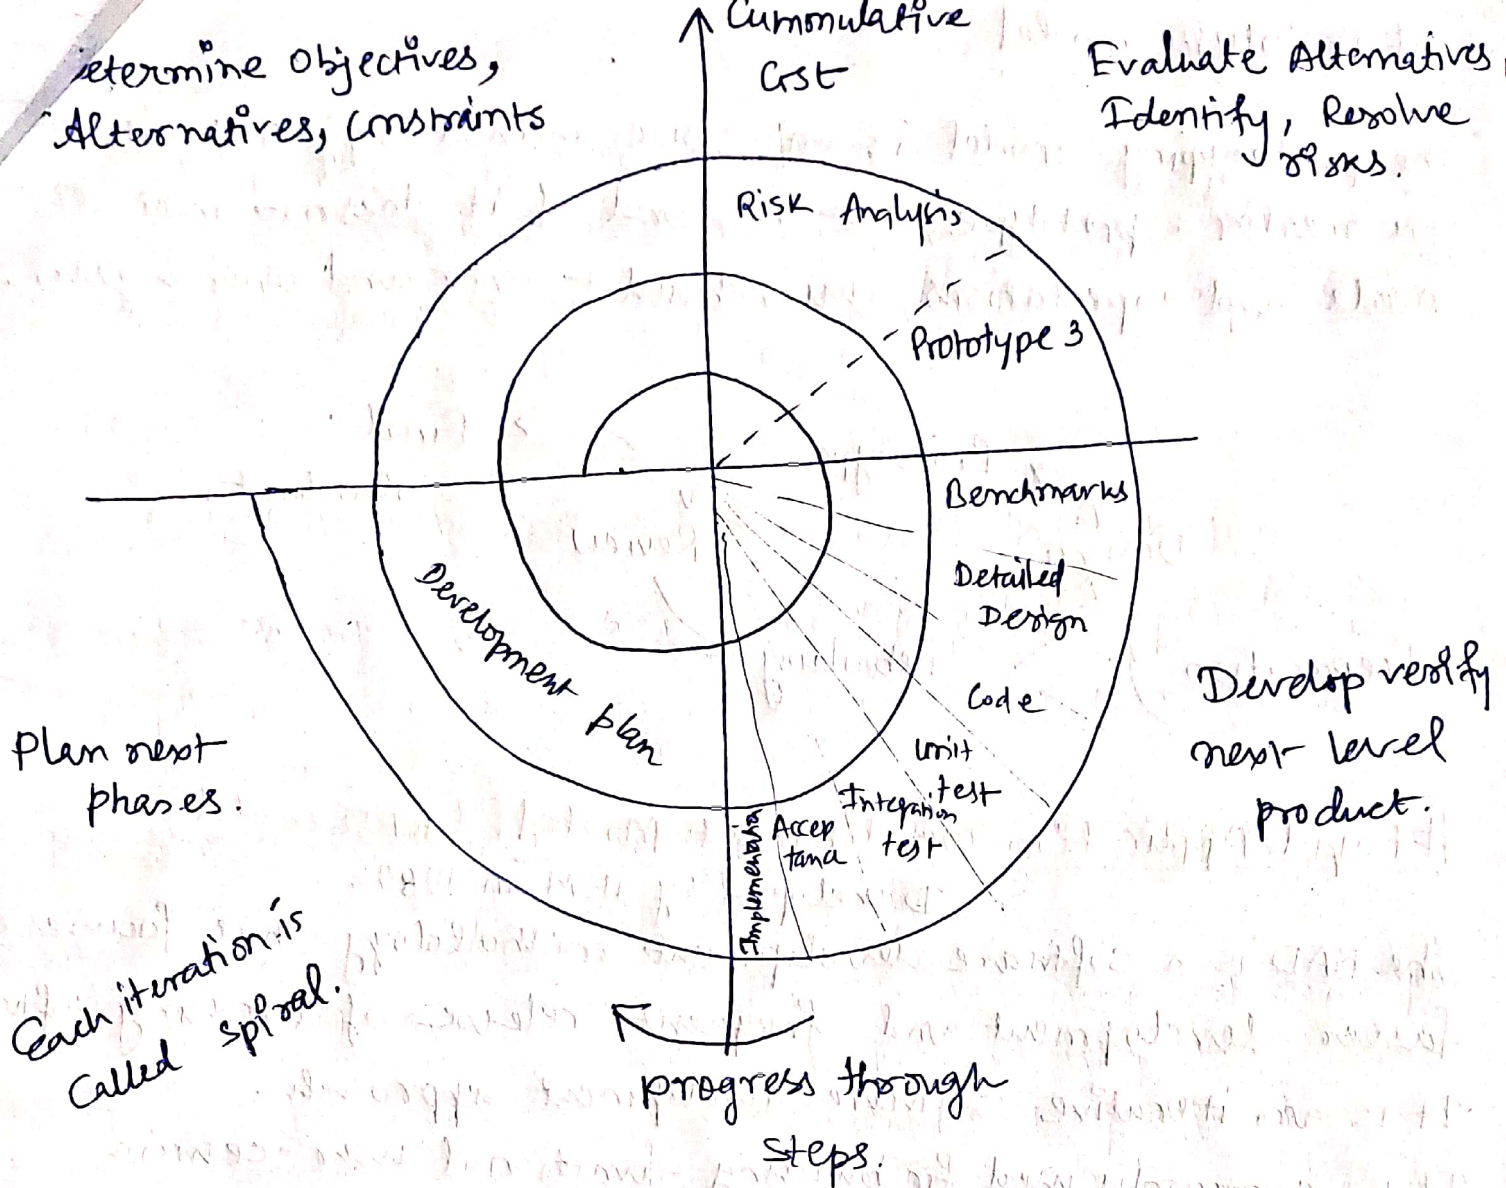 Cummulative
Cost
Determine Objectives,
Alternatives, Constraints
Evaluate Alternatives,
Identify, Resolve
risks.
Risk Analysis
Prototype 3
Benchmarks
Detailed
Design
Code
Unit
test
Integration
test
Accep
tance
Implementation
Development plan
Develop verify
next level
product.
Plan next
phases.
Each iteration is
called spiral.
progress through
steps.